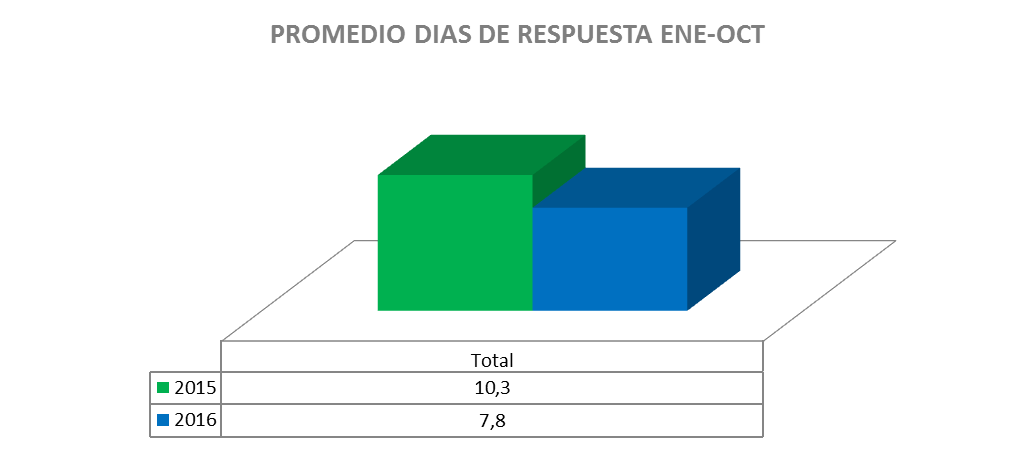 PROMEDIO DIAS DE RESPUESTA ENE-OCT
Total
2015 10,3
2016 7,8